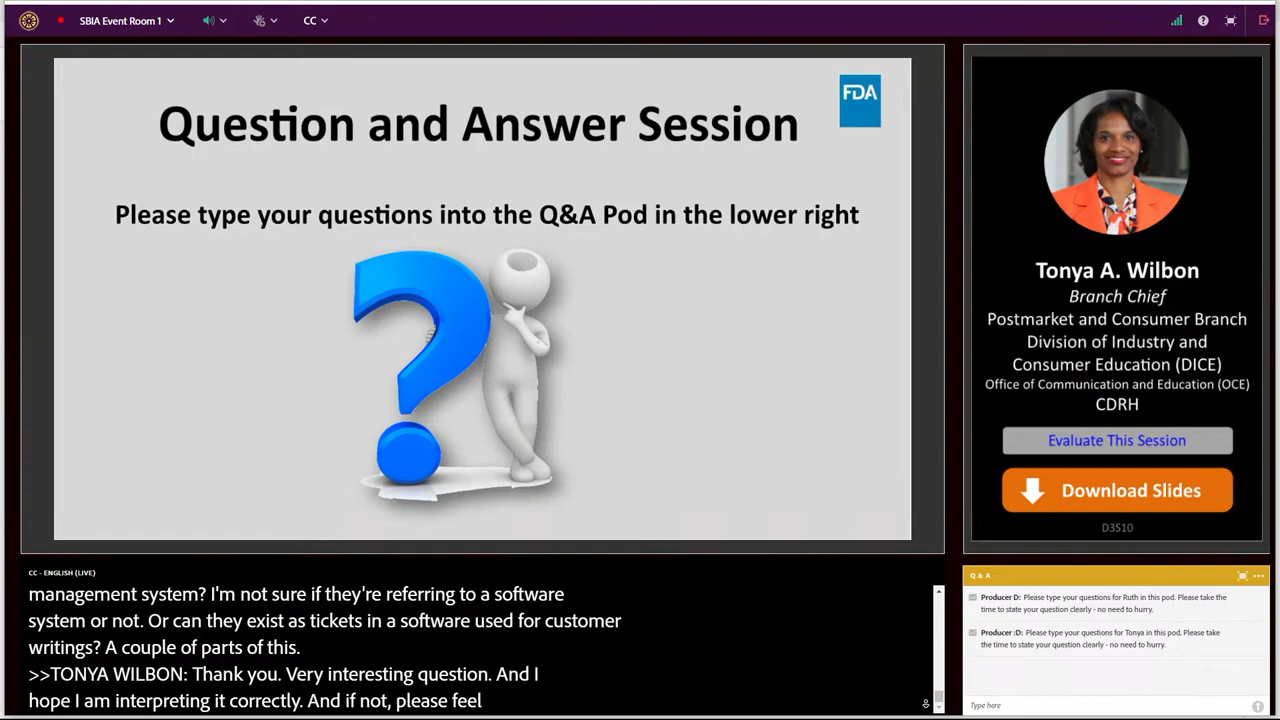 SBIA Event Room 1
CC
FDA
Question and Answer Session
Please type your questions into the Q&A Pod in the lower right
Tonya A. Wilbon
Branch Chief
Postmarket and Consumer Branch
Division of Industry and
Consumer Education (DICE)
Office of Communication and Education (OCE)
CDRH
Evaluate This Session
Download Slides
D3S10
CC - ENGLISH (LIVE)
management system? I'm not sure if they're referring to a software
system or not. Or can they exist as tickets in a software used for customer
writings? A couple of parts of this.
>>TONYA WILBON: Thank you. Very interesting question. And I
hope I am interpreting it correctly. And if not, please feel
Q & A
Producer D: Please type your questions for Ruth in this pod. Please take
the time to state your question clearly - no need to hurry.
Producer :D: Please type your questions for Tonya in this pod. Please take
the time to state your question clearly - no need to hurry.
Type here